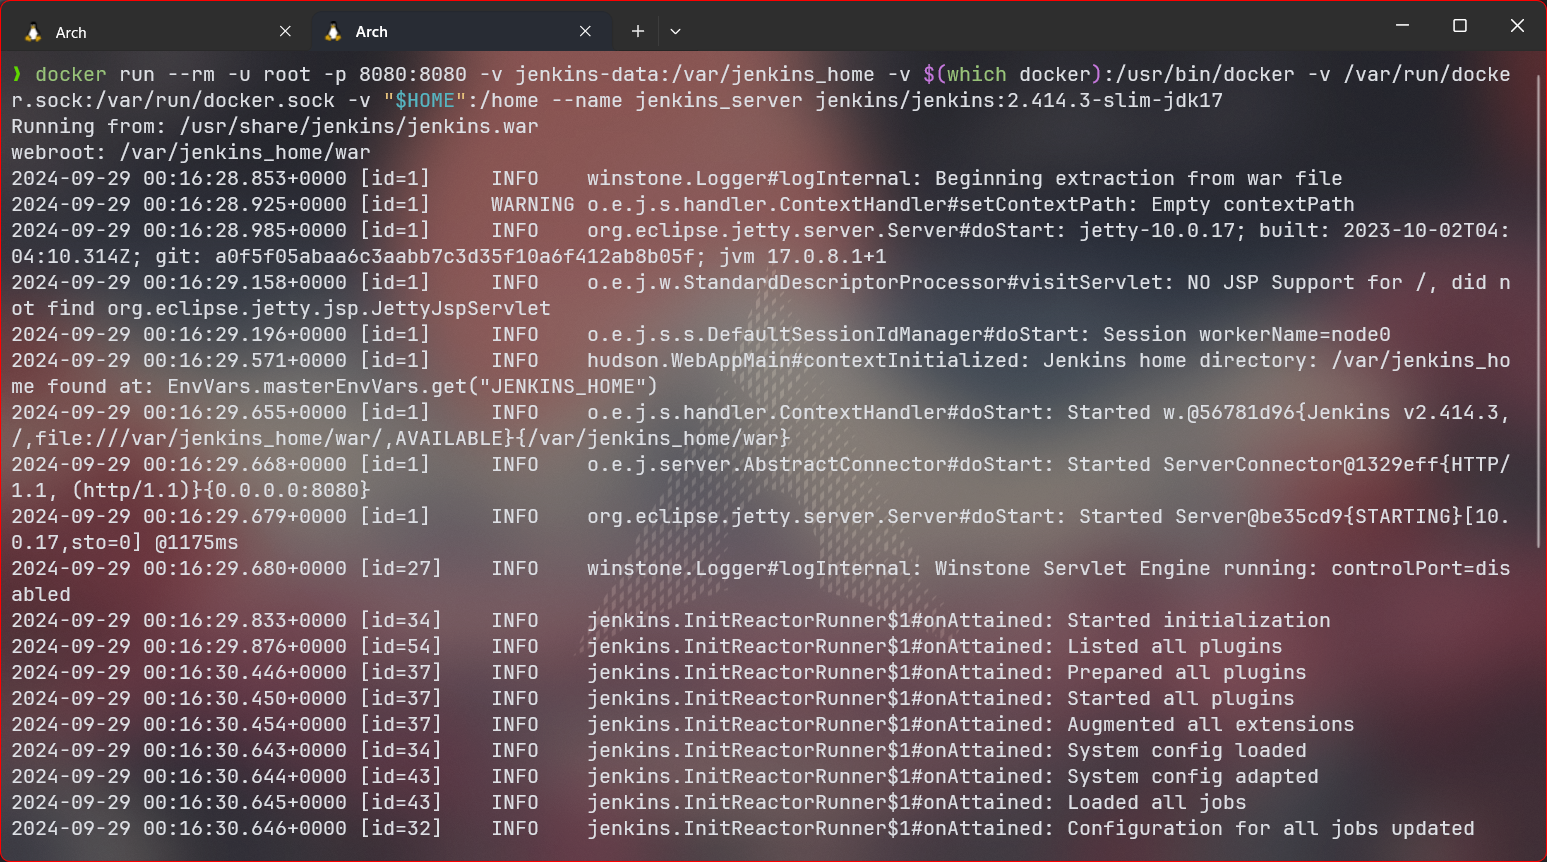 Arch
Arch
❯ docker run --rm -u root -p 8080:8080 -v jenkins-data:/var/jenkins_home -v $(which docker):/usr/bin/docker -v /var/run/docke
r.sock:/var/run/docker.sock -v "$HOME":/home --name jenkins_server jenkins/jenkins:2.414.3-slim-jdk17
Running from: /usr/share/jenkins/jenkins.war
webroot: /var/jenkins_home/war
2024-09-29 00:16:28.853+0000 [id=1]     INFO    winstone.Logger#logInternal: Beginning extraction from war file
2024-09-29 00:16:28.925+0000 [id=1]     WARNING o.e.j.s.handler.ContextHandler#setContextPath: Empty contextPath
2024-09-29 00:16:28.985+0000 [id=1]     INFO    org.eclipse.jetty.server.Server#doStart: jetty-10.0.17; built: 2023-10-02T04:
04:10.314Z; git: a0f5f05abaa6c3aabb7c3d35f10a6f412ab8b05f; jvm 17.0.8.1+1
2024-09-29 00:16:29.158+0000 [id=1]     INFO    o.e.j.w.StandardDescriptorProcessor#visitServlet: NO JSP Support for /, did n
ot find org.eclipse.jetty.jsp.JettyJspServlet
2024-09-29 00:16:29.196+0000 [id=1]     INFO    o.e.j.s.s.DefaultSessionIdManager#doStart: Session workerName=node0
2024-09-29 00:16:29.571+0000 [id=1]     INFO    hudson.WebAppMain#contextInitialized: Jenkins home directory: /var/jenkins_ho
me found at: EnvVars.masterEnvVars.get("JENKINS_HOME")
2024-09-29 00:16:29.655+0000 [id=1]     INFO    o.e.j.s.handler.ContextHandler#doStart: Started w.@56781d96{Jenkins v2.414.3,
/,file:///var/jenkins_home/war/,AVAILABLE}{/var/jenkins_home/war}
2024-09-29 00:16:29.668+0000 [id=1]     INFO    o.e.j.server.AbstractConnector#doStart: Started ServerConnector@1329eff{HTTP/
1.1, (http/1.1)}{0.0.0.0:8080}
2024-09-29 00:16:29.679+0000 [id=1]     INFO    org.eclipse.jetty.server.Server#doStart: Started Server@be35cd9{STARTING}[10.
0.17,sto=0] @1175ms
2024-09-29 00:16:29.680+0000 [id=27]    INFO    winstone.Logger#logInternal: Winstone Servlet Engine running: controlPort=dis
abled
2024-09-29 00:16:29.833+0000 [id=34]    INFO    jenkins.InitReactorRunner$1#onAttained: Started initialization
2024-09-29 00:16:29.876+0000 [id=54]    INFO    jenkins.InitReactorRunner$1#onAttained: Listed all plugins
2024-09-29 00:16:30.446+0000 [id=37]    INFO    jenkins.InitReactorRunner$1#onAttained: Prepared all plugins
2024-09-29 00:16:30.450+0000 [id=37]    INFO    jenkins.InitReactorRunner$1#onAttained: Started all plugins
2024-09-29 00:16:30.454+0000 [id=37]    INFO    jenkins.InitReactorRunner$1#onAttained: Augmented all extensions
2024-09-29 00:16:30.643+0000 [id=34]    INFO    jenkins.InitReactorRunner$1#onAttained: System config loaded
2024-09-29 00:16:30.644+0000 [id=43]    INFO    jenkins.InitReactorRunner$1#onAttained: System config adapted
2024-09-29 00:16:30.645+0000 [id=43]    INFO    jenkins.InitReactorRunner$1#onAttained: Loaded all jobs
2024-09-29 00:16:30.646+0000 [id=32]    INFO    jenkins.InitReactorRunner$1#onAttained: Configuration for all jobs updated